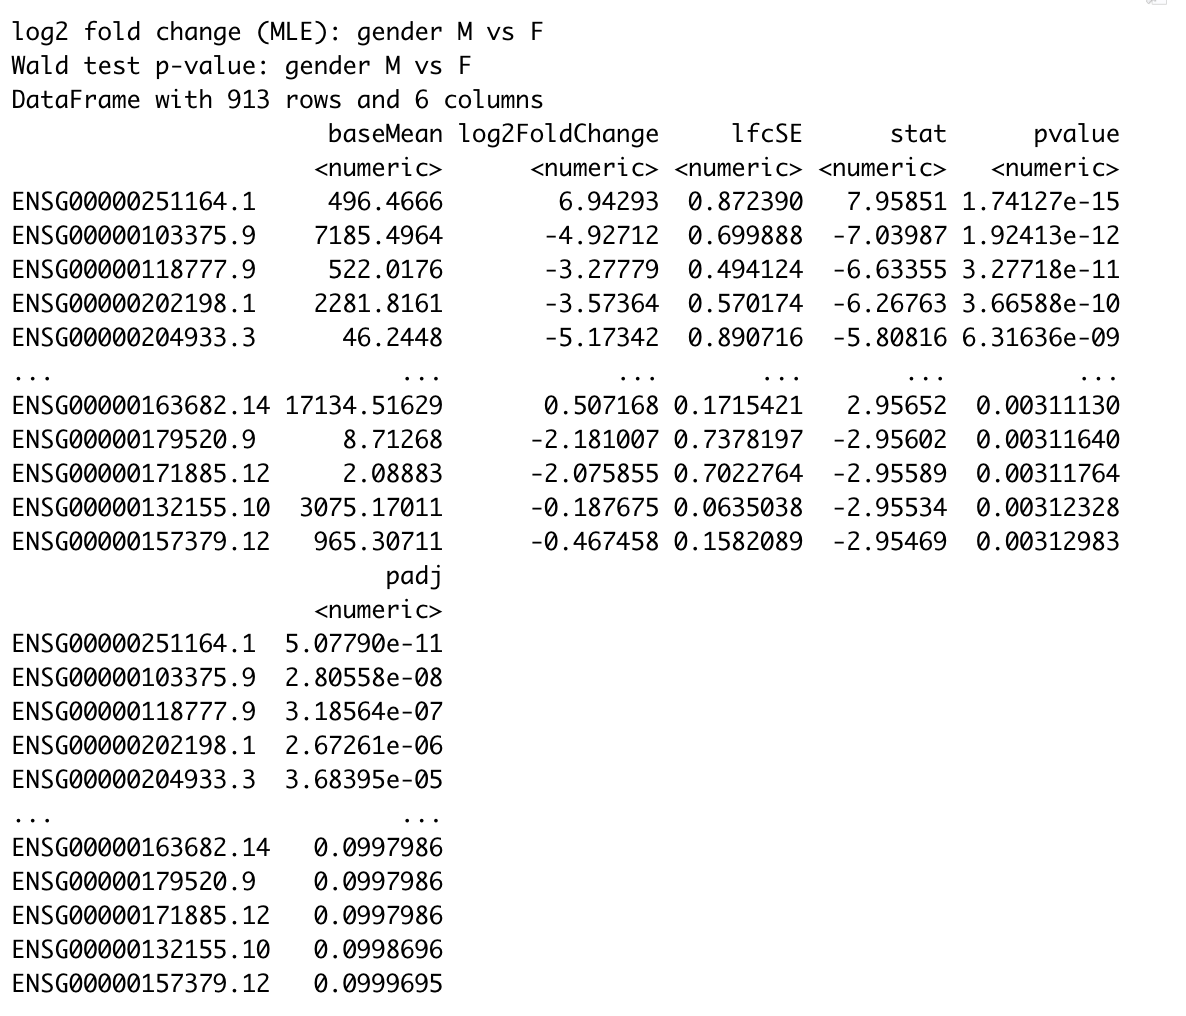 log2 fold change (MLE): gender M vs F
Wald test p-value: gender M vs F
DataFrame with 913 rows and 6 columns
baseMean log2FoldChange lfcSE stat pvalue
<numeric> <numeric> <numeric> <numeric> <numeric>
ENSG00000251164.1 496.4666 6.94293 0.872390 7.95851 1.74127e-15
ENSG00000103375.9 7185.4964 -4.92712 0.699888 -7.03987 1.92413e-12
ENSG00000118777.9 522.0176 -3.27779 0.494124 -6.63355 3.27718e-11
ENSG00000202198.1 2281.8161 -3.57364 0.570174 -6.26763 3.66588e-10
ENSG00000204933.3 46.2448 -5.17342 0.890716 -5.80816 6.31636e-09
... ... ... ... ... ...
ENSG00000163682.14 17134.51629 0.507168 0.1715421 2.95652 0.00311130
ENSG00000179520.9 8.71268 -2.181007 0.7378197 -2.95602 0.00311640
ENSG00000171885.12 2.08883 -2.075855 0.7022764 -2.95589 0.00311764
ENSG00000132155.10 3075.17011 -0.187675 0.0635038 -2.95534 0.00312328
ENSG00000157379.12 965.30711 -0.467458 0.1582089 -2.95469 0.00312983
padj
<numeric>
ENSG00000251164.1 5.07790e-11
ENSG00000103375.9 2.80558e-08
ENSG00000118777.9 3.18564e-07
ENSG00000202198.1 2.67261e-06
ENSG00000204933.3 3.68395e-05
... ...
ENSG00000163682.14 0.0997986
ENSG00000179520.9 0.0997986
ENSG00000171885.12 0.0997986
ENSG00000132155.10 0.0998696
ENSG00000157379.12 0.0999695